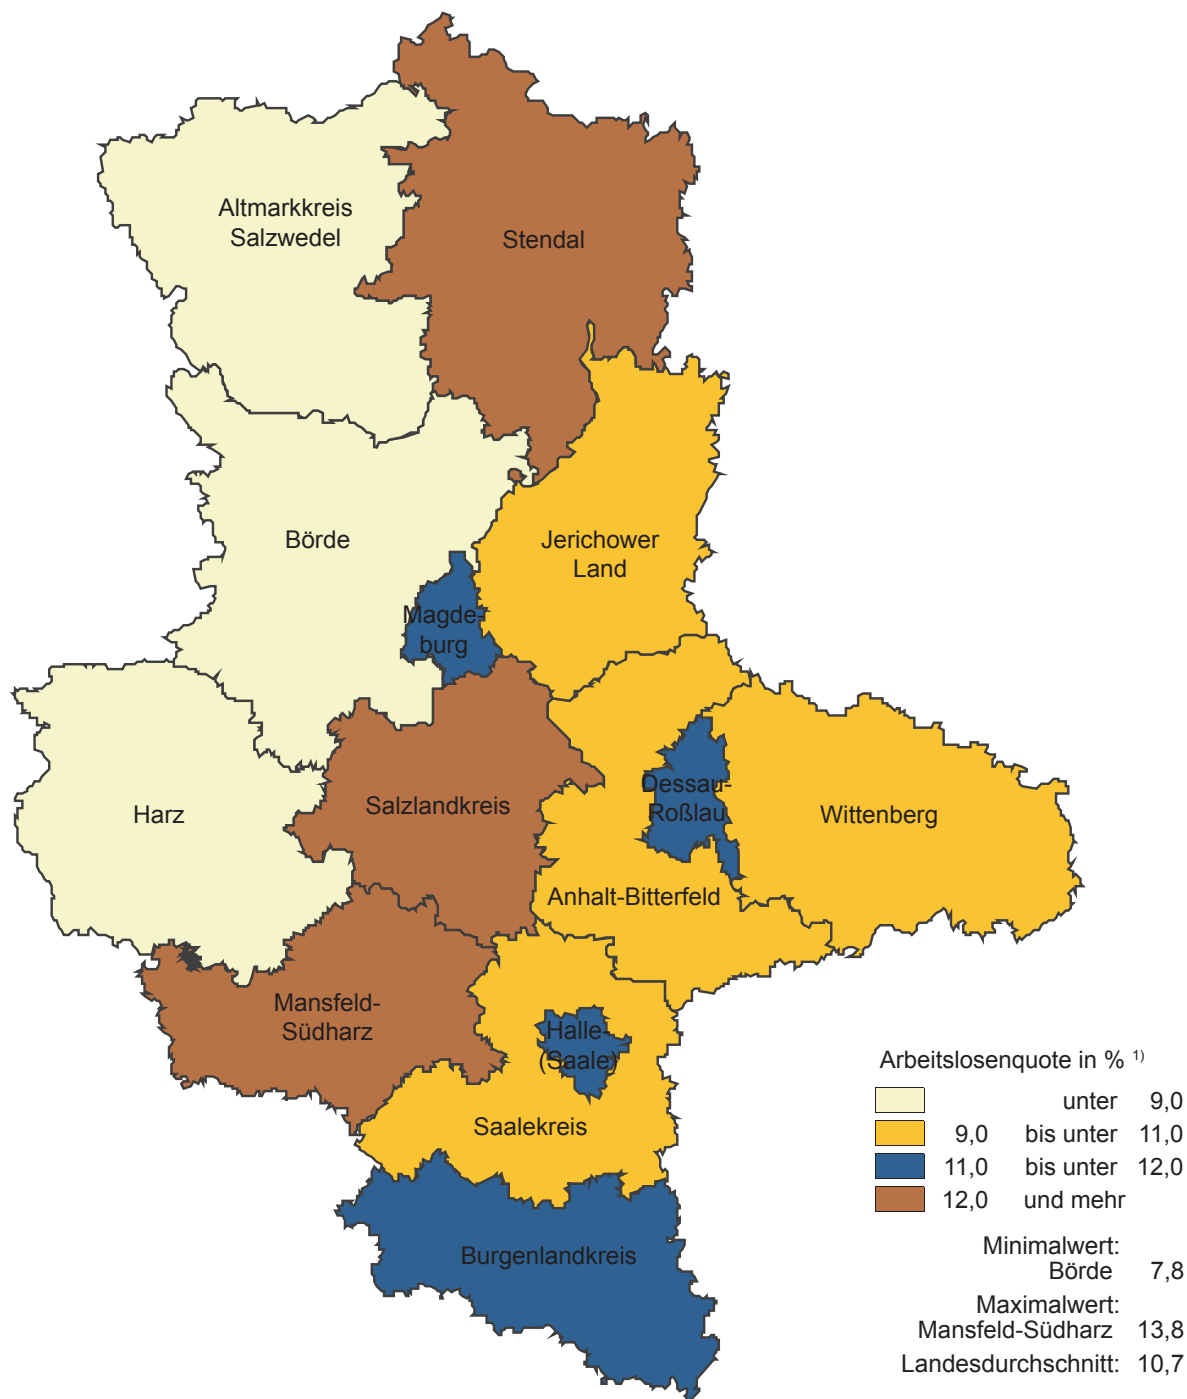 Altmarkkreis
Salzwedel
Stendal
Börde
Jerichower
Land
Magde-
burg
Harz
Salzlandkreis
Dessau-
Roßlau
Wittenberg
Anhalt-Bitterfeld
Mansfeld-
Südharz
Halle-
(Saale)
Saalekreis
Burgenlandkreis
Arbeitslosenquote in % 1)
unter 9,0
9,0 bis unter 11,0
11,0 bis unter 12,0
12,0 und mehr
Minimalwert:
Börde 7,8
Maximalwert:
Mansfeld-Südharz 13,8
Landesdurchschnitt: 10,7